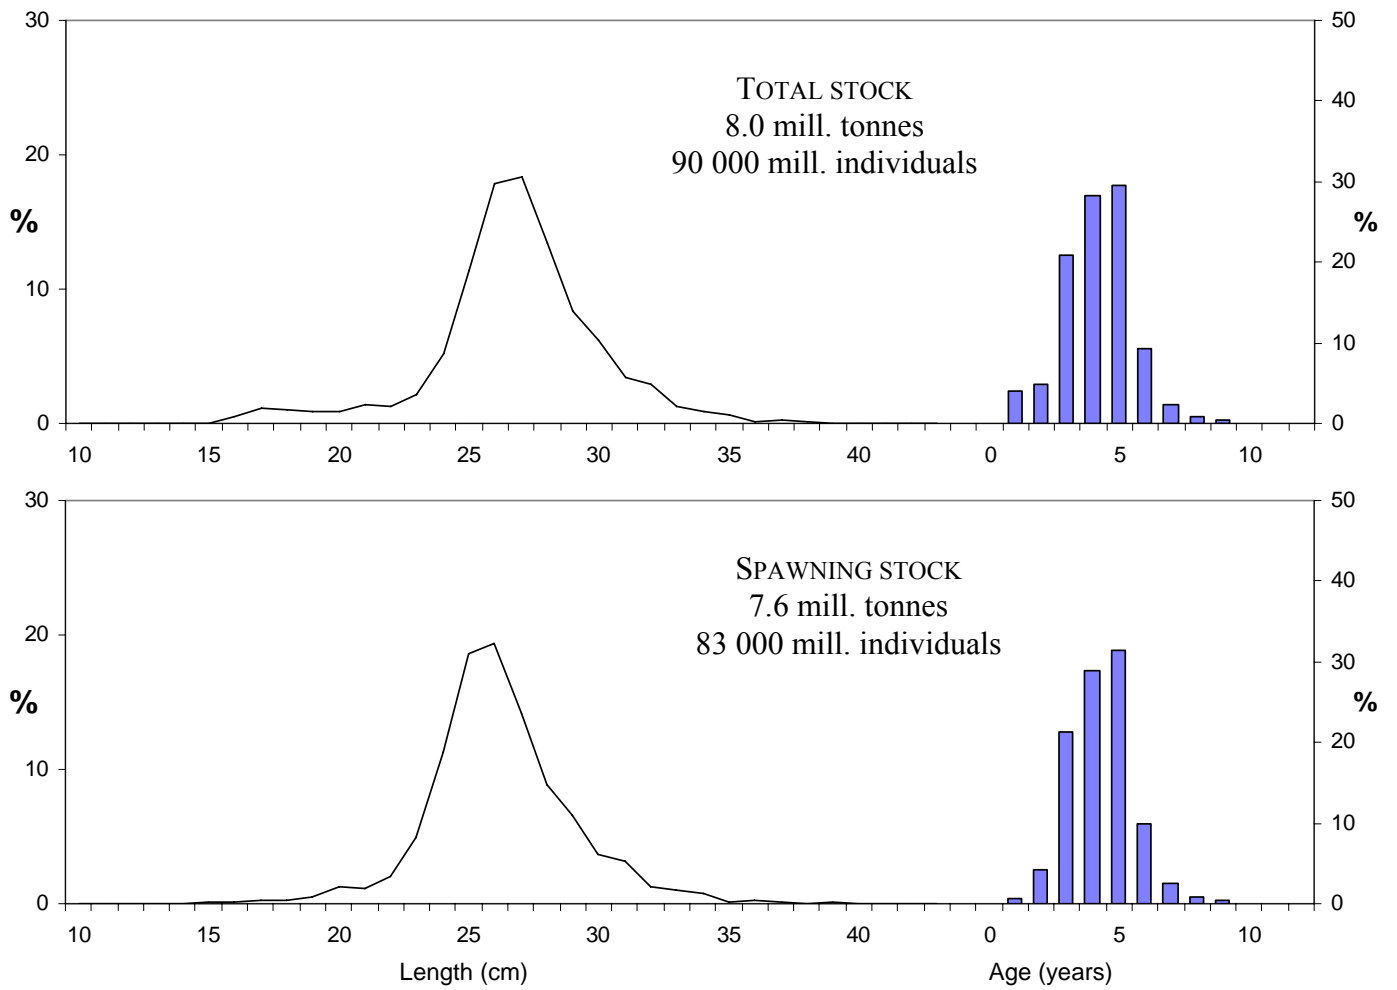 30
20
%
10
0
TOTAL STOCK
8.0 mill. tonnes
90 000 mill. individuals
50
40
30
%
20
10
0
10 15 20 25 30 35 40 0 5 10
30
20
%
10
0
SPAWNING STOCK
7.6 mill. tonnes
83 000 mill. individuals
50
40
30
%
20
10
0
10 15 20 25 30 35 40 0 5 10
Length (cm) Age (years)